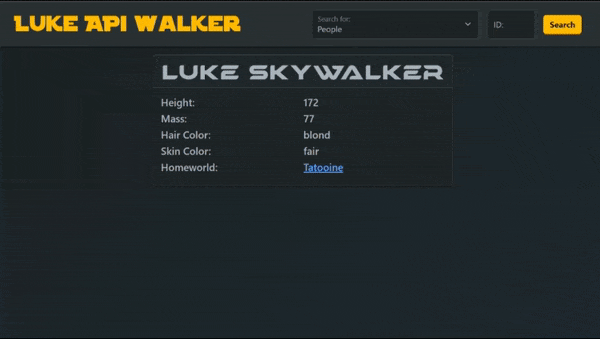 Luke Api Walker
Search for:
People
ID:
Search
Luke Skywalker
Height: 172
Mass: 77
Hair Color: blond
Skin Color: fair
Homeworld: Tatooine